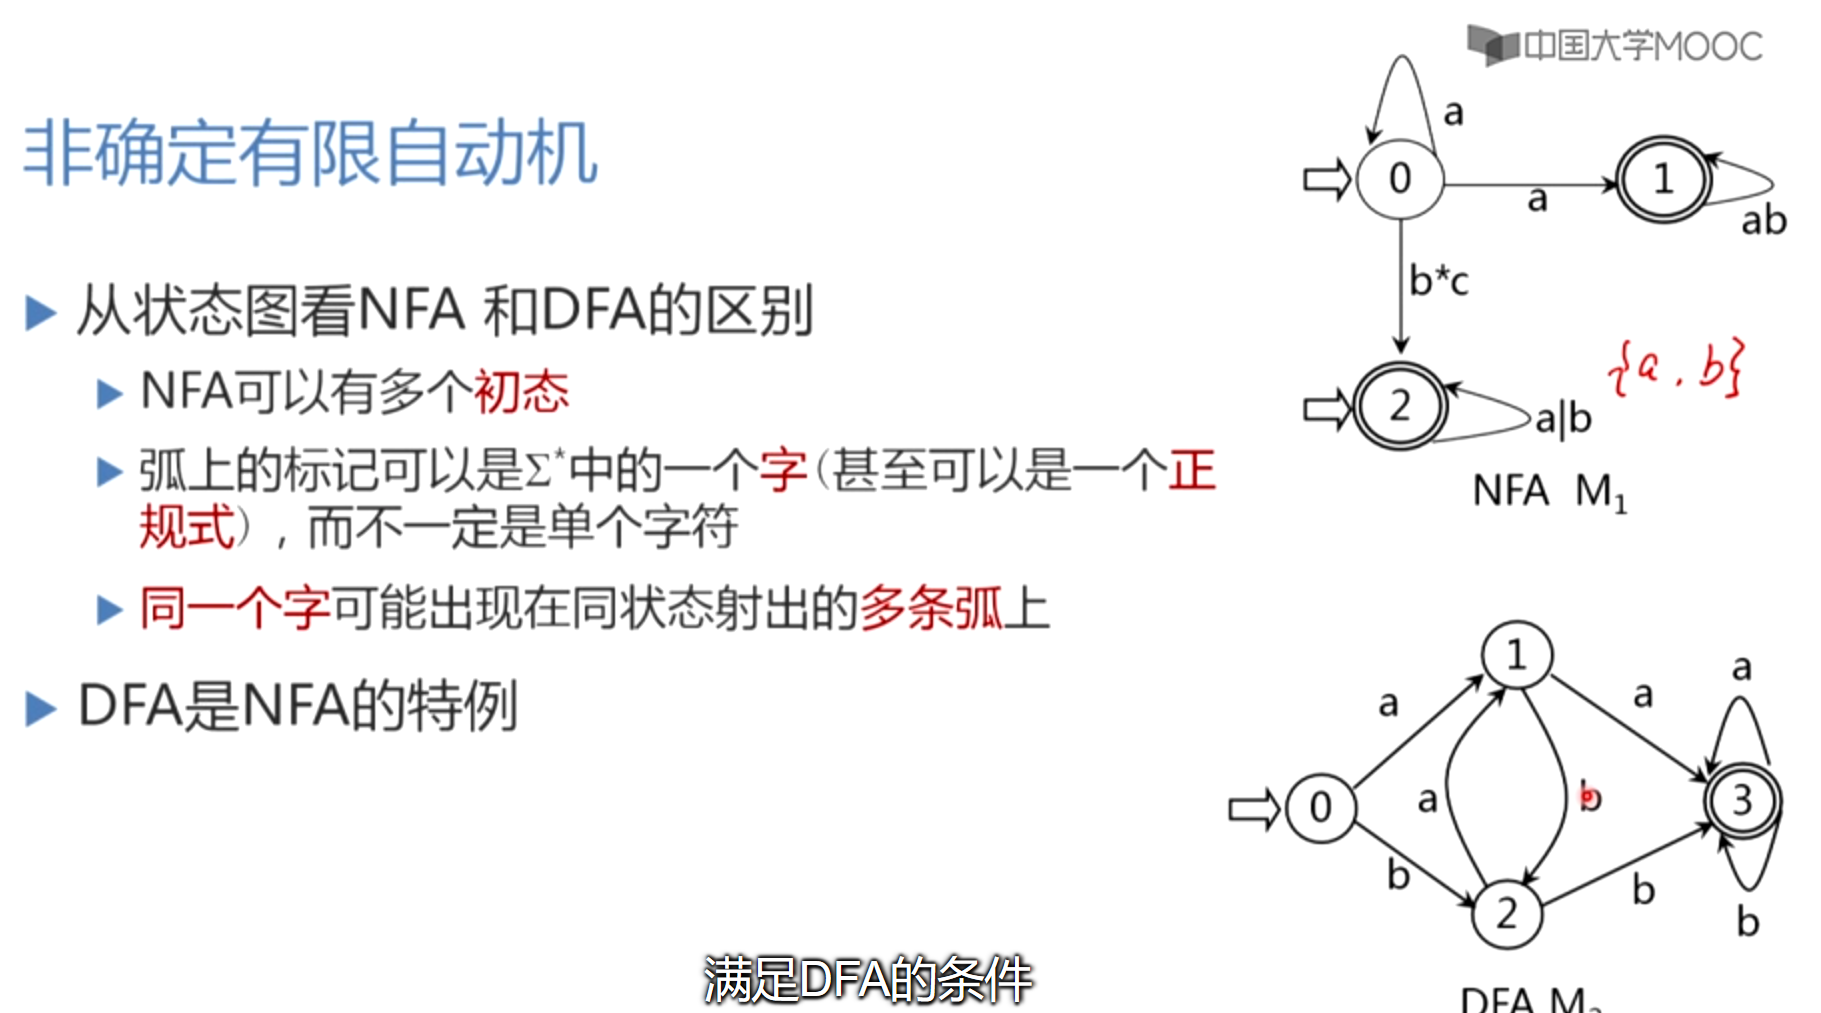 中国大学MOOC
非确定有限自动机
从状态图看NFA 和DFA的区别
NFA可以有多个初态
弧上的标记可以是Σ*中的一个字(甚至可以是一个正
规式)，而不一定是单个字符
同一个字可能出现在同状态射出的多条弧上
DFA是NFA的特例
a
0
a
1
ab
b*c
{a, b}
2
a|b
NFA M₁
1
a
a
a
0
a
b
3
b
b
2
b
DFA M₂
满足DFA的条件